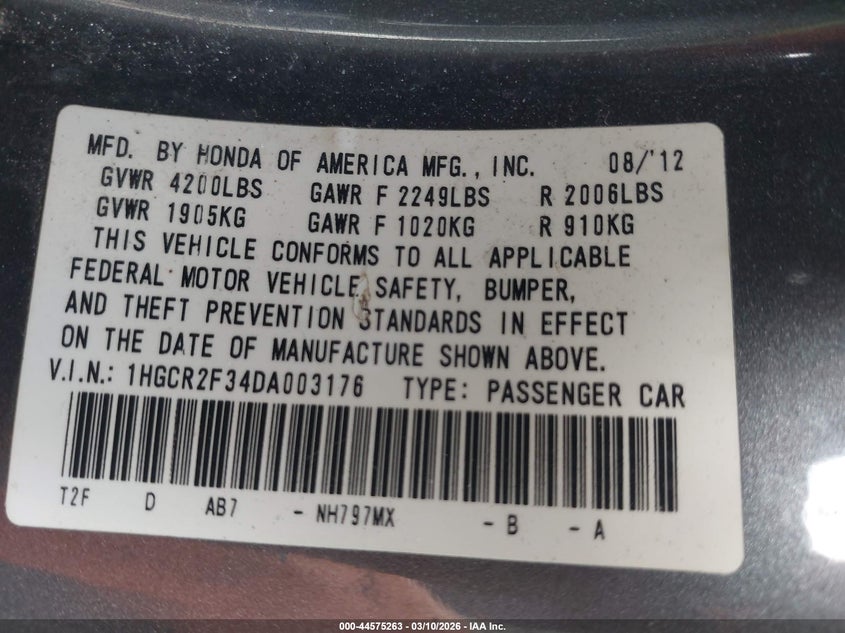 MFD. BY HONDA OF AMERICA MFG., INC. 08/'12
GVWR 4200LBS GAWR F 2249LBS R 2006LBS
GVWR 1905KG GAWR F 1020KG R 910KG
THIS VEHICLE CONFORMS TO ALL APPLICABLE
FEDERAL MOTOR VEHICLE SAFETY, BUMPER,
AND THEFT PREVENTION STANDARDS IN EFFECT
ON THE DATE OF MANUFACTURE SHOWN ABOVE.
V.I.N.: 1HGCR2F34DA003176 TYPE: PASSENGER CAR
T2F D AB7 - NH797MX - B - A
000-44575263 - 03/10/2026 - IAA Inc.